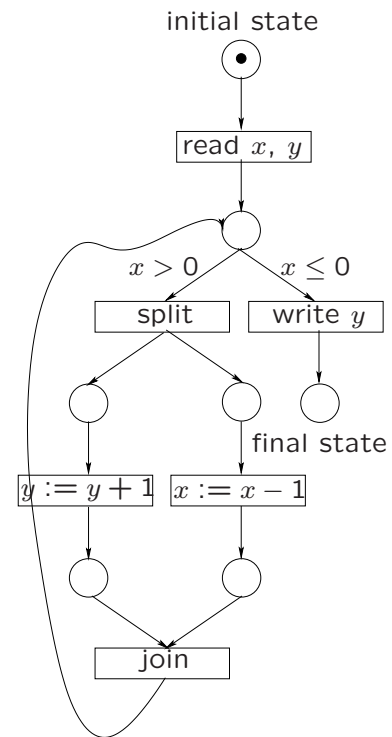 initial state
read x, y
x > 0
x ≤ 0
split
write y
final state
y := y + 1
x := x − 1
join